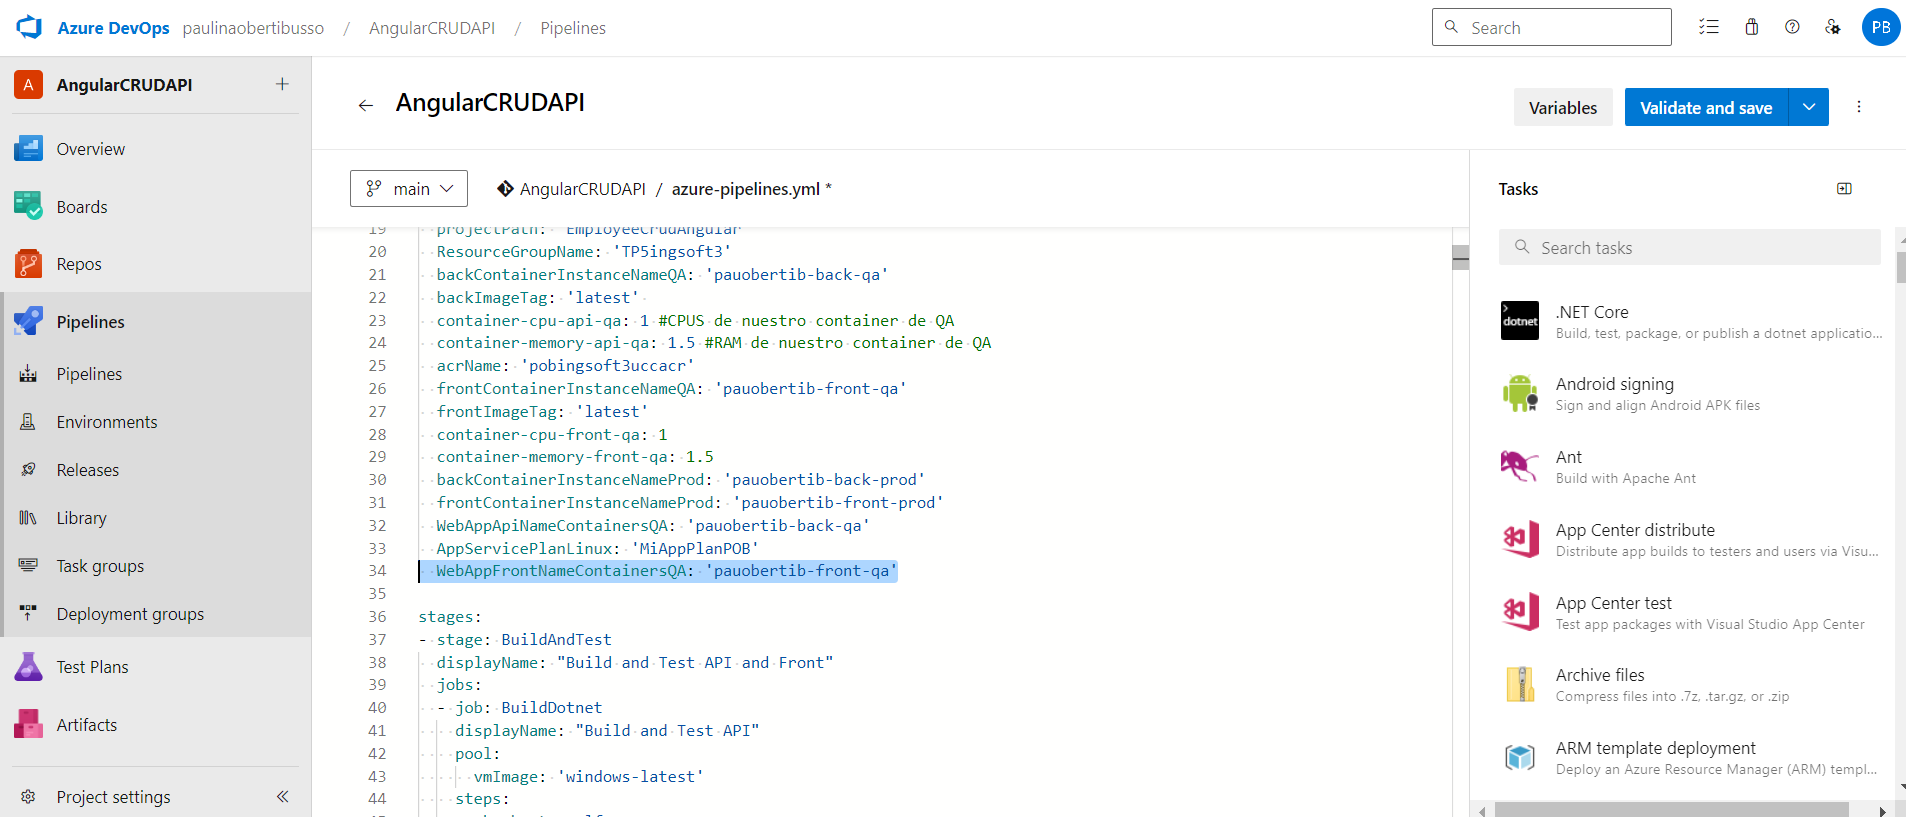 Azure DevOps paulinaobertibusso / AngularCRUDAPI / Pipelines
Search
PB
A AngularCRUDAPI +
Overview
Boards
Repos
Pipelines
Pipelines
Environments
Releases
Library
Task groups
Deployment groups
Test Plans
Artifacts
Project settings
AngularCRUDAPI
Variables
Validate and save
main
AngularCRUDAPI / azure-pipelines.yml *
19 projectPath: 'EmployeeCrudAngular'
20 ResourceGroupName: 'TP5ingsoft3'
21 backContainerInstanceNameQA: 'pauobertib-back-qa'
22 backImageTag: 'latest'
23 container-cpu-api-qa: 1 #CPUS de nuestro container de QA
24 container-memory-api-qa: 1.5 #RAM de nuestro container de QA
25 acrName: 'pobingsoft3uccacr'
26 frontContainerInstanceNameQA: 'pauobertib-front-qa'
27 frontImageTag: 'latest'
28 container-cpu-front-qa: 1
29 container-memory-front-qa: 1.5
30 backContainerInstanceNameProd: 'pauobertib-back-prod'
31 frontContainerInstanceNameProd: 'pauobertib-front-prod'
32 WebAppApiNameContainersQA: 'pauobertib-back-qa'
33 AppServicePlanLinux: 'MiAppPlanPOB'
34 WebAppFrontNameContainersQA: 'pauobertib-front-qa'
35
36 stages:
37 - stage: BuildAndTest
38 displayName: "Build and Test API and Front"
39 jobs:
40 - job: BuildDotnet
41 displayName: "Build and Test API"
42 pool:
43 vmImage: 'windows-latest'
44 steps:
Tasks
Search tasks
dotnet
.NET Core
Build, test, package, or publish a dotnet applicatio...
Android signing
Sign and align Android APK files
Ant
Build with Apache Ant
App Center distribute
Distribute app builds to testers and users via Visu...
App Center test
Test app packages with Visual Studio App Center
Archive files
Compress files into .7z, .tar.gz, or .zip
ARM template deployment
Deploy an Azure Resource Manager (ARM) templ...